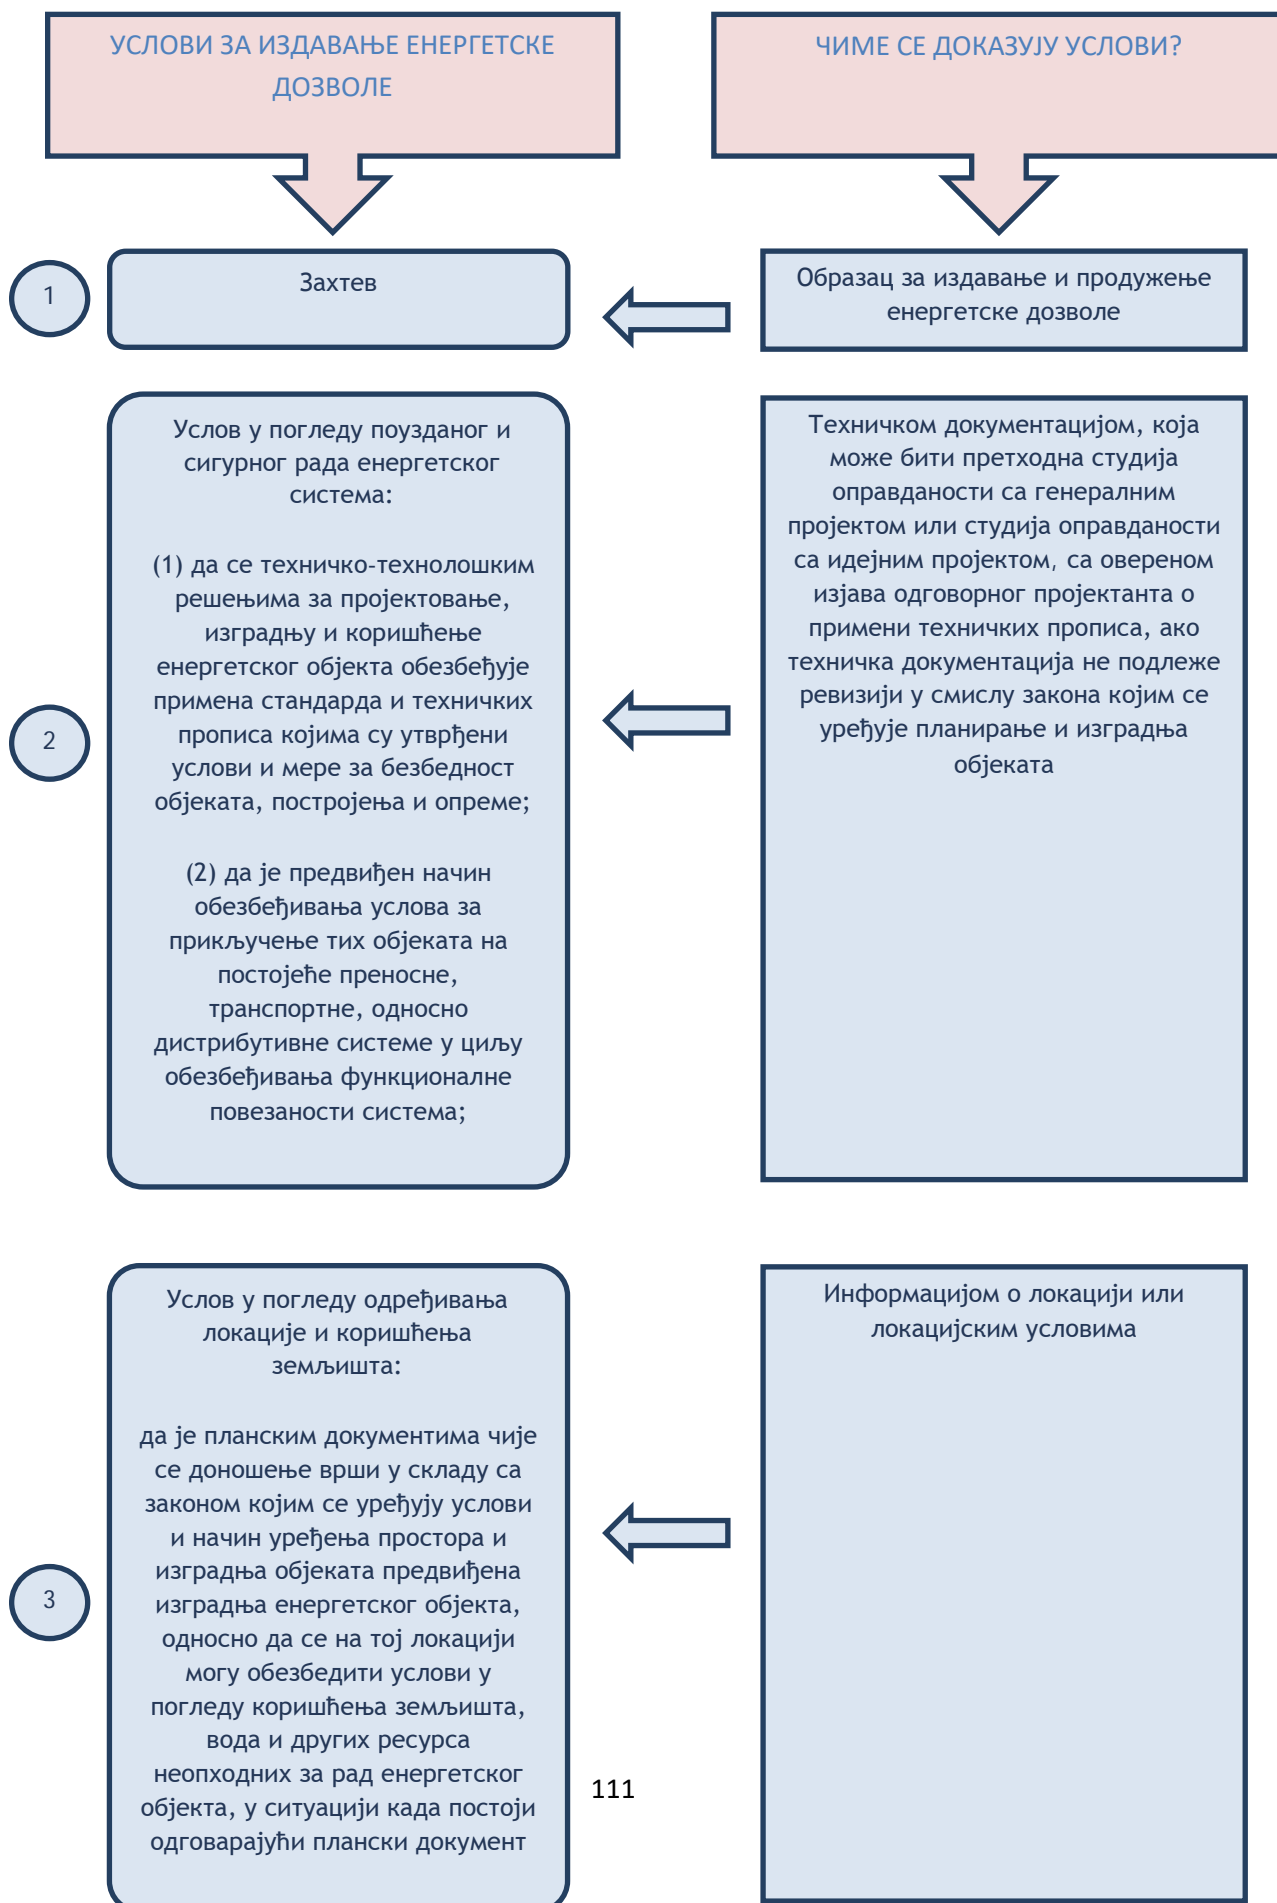 УСЛОВИ ЗА ИЗДАВАЊЕ ЕНЕРГЕТСКЕ
ДОЗВОЛЕ
ЧИМЕ СЕ ДОКАЗУЈУ УСЛОВИ?
1
Захтев
Образац за издавање и продужење
енергетске дозволе
2
Услов у погледу поузданог и
сигурног рада енергетског
система:
(1) да се техничко-технолошким
решењима за пројектовање,
изградњу и коришћење
енергетског објекта обезбеђује
примена стандарда и техничких
прописа којима су утврђени
услови и мере за безбедност
објеката, постројења и опреме;
(2) да је предвиђен начин
обезбеђивања услова за
прикључење тих објеката на
постојеће преносне,
транспортне, односно
дистрибутивне системе у циљу
обезбеђивања функционалне
повезаности система;
Техничком документацијом, која
може бити претходна студија
оправданости са генералним
пројектом или студија оправданости
са идејним пројектом, са овереном
изјава одговорног пројектанта о
примени техничких прописа, ако
техничка документација не подлеже
ревизији у смислу закона којим се
уређује планирање и изградња
објеката
3
Услов у погледу одређивања
локације и коришћења
земљишта:
да је планским документима чије
се доношење врши у складу са
законом којим се уређују услови
и начин уређења простора и
изградња објеката предвиђена
изградња енергетског објекта,
односно да се на тој локацији
могу обезбедити услови у
погледу коришћења земљишта,
вода и других ресурса
неопходних за рад енергетског
објекта, у ситуацији када постоји
одговарајући плански документ
Информацијом о локацији или
локацијским условима
111